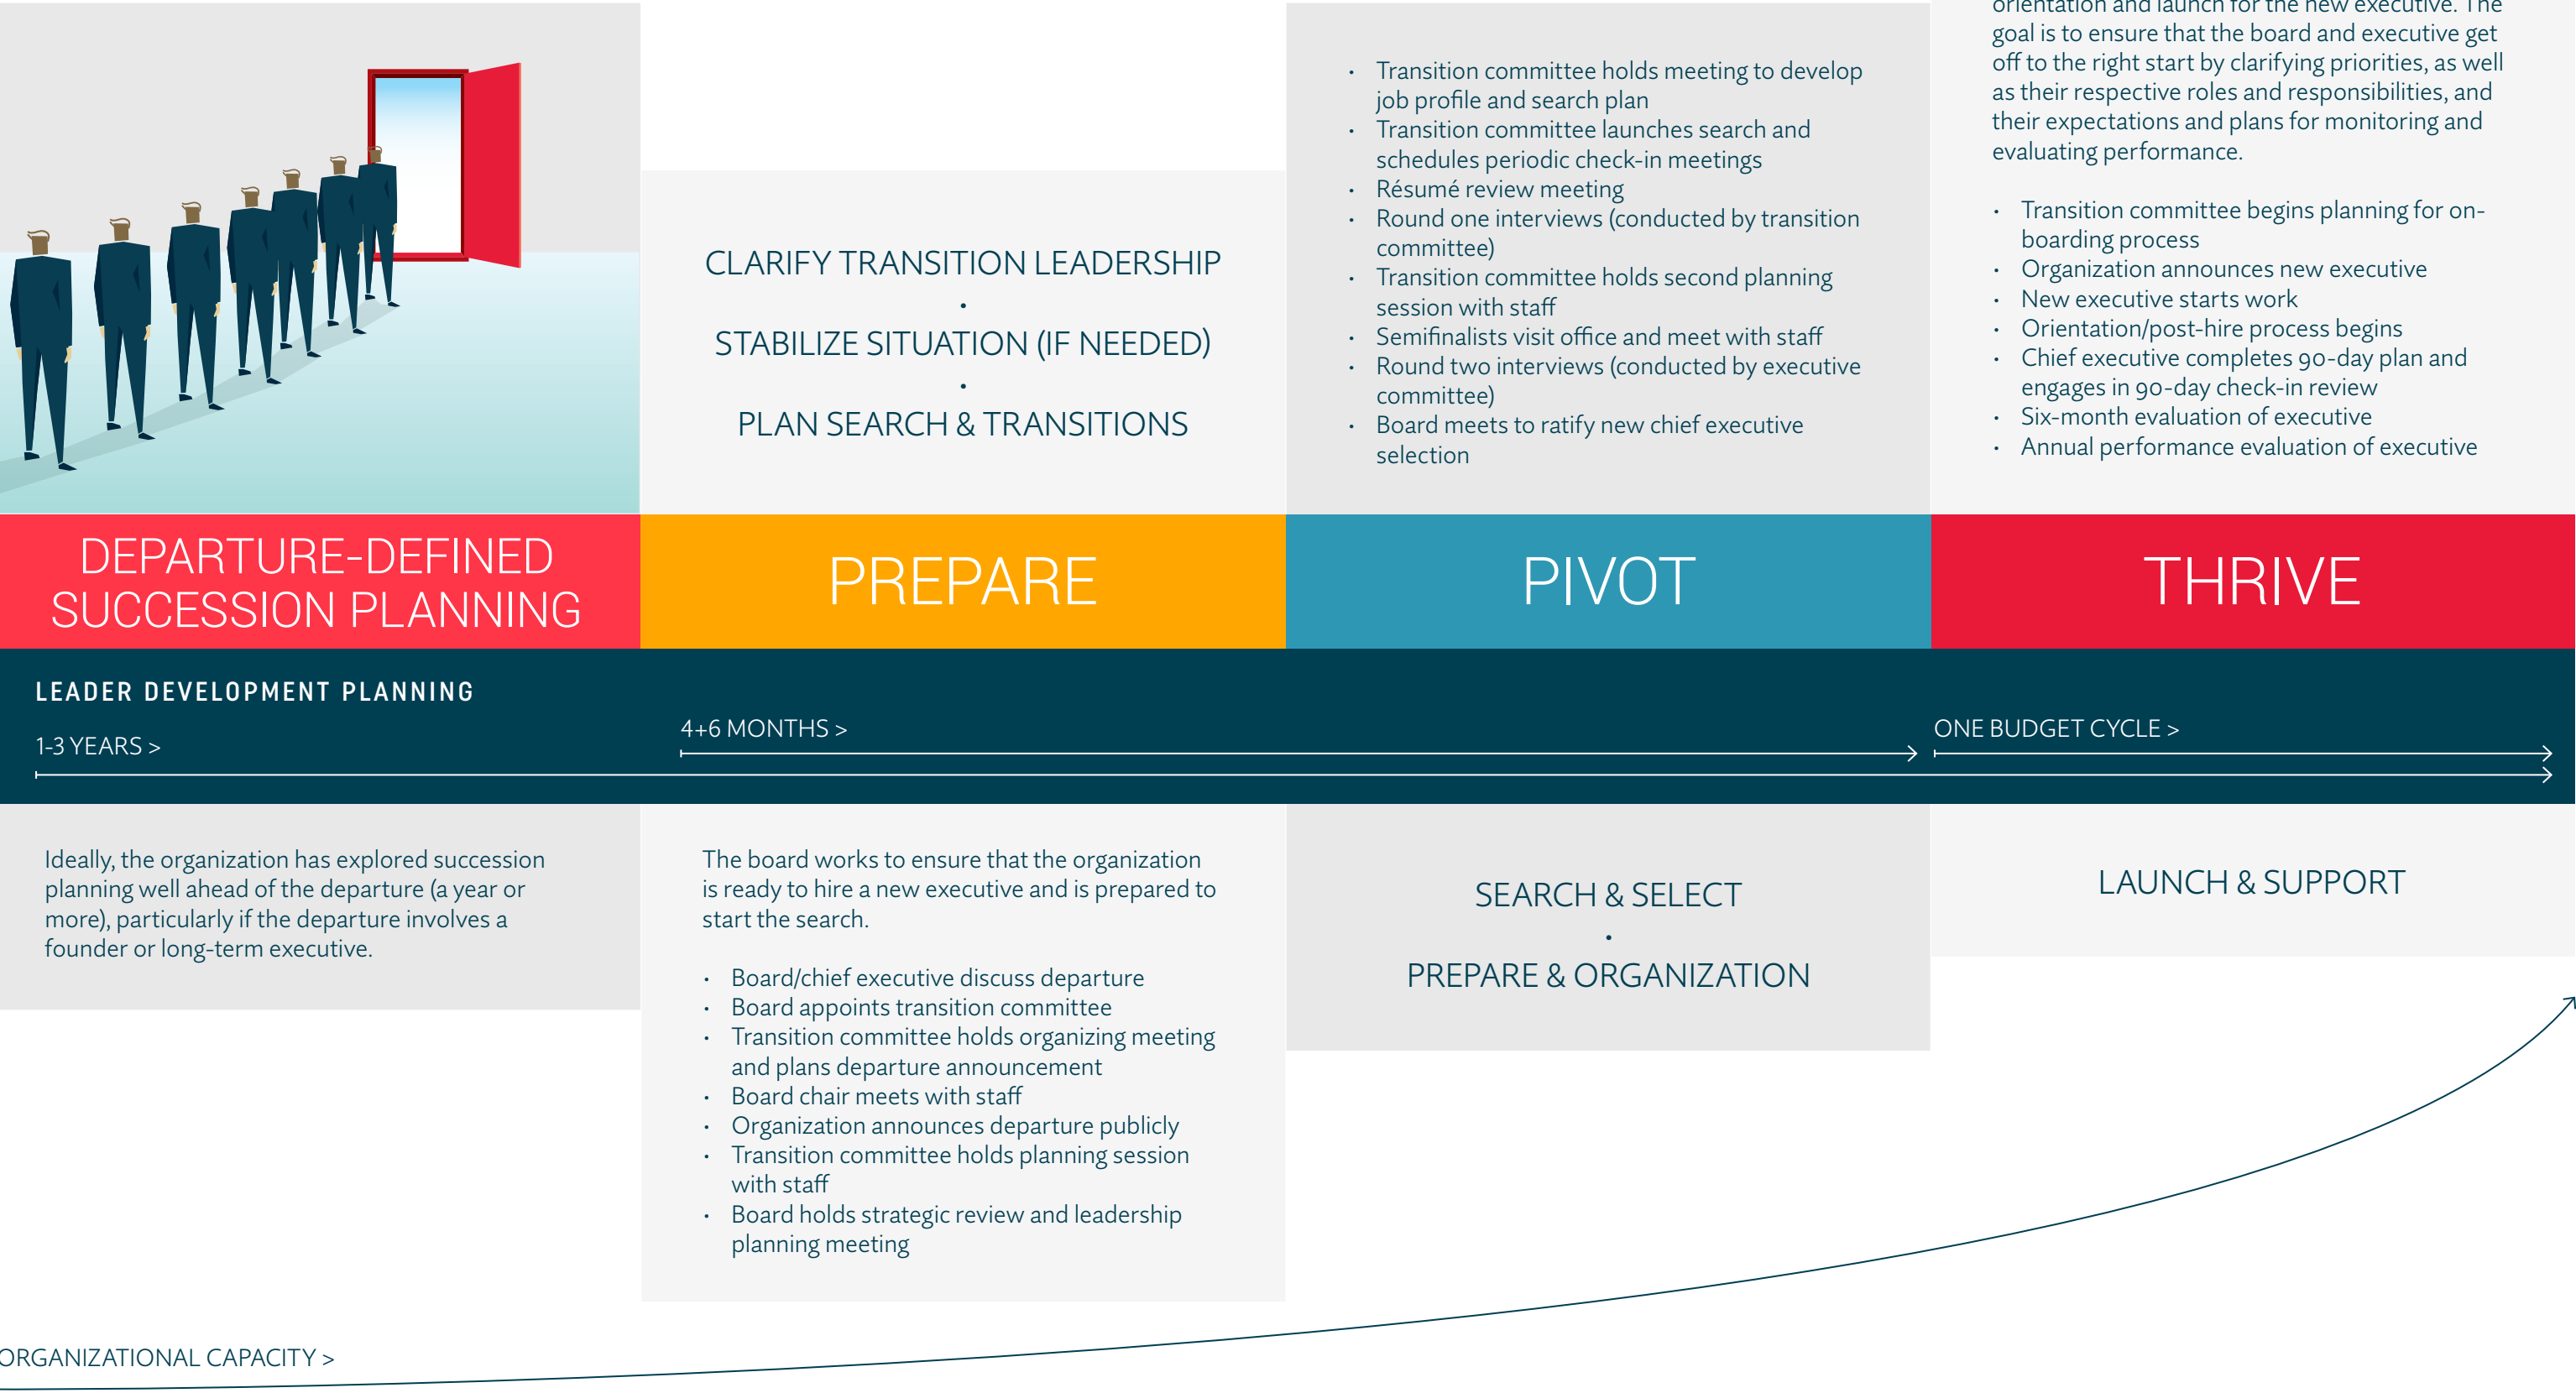 CLARIFY TRANSITION LEADERSHIP
·
STABILIZE SITUATION (IF NEEDED)
·
PLAN SEARCH & TRANSITIONS
· Transition committee holds meeting to develop
job profile and search plan
· Transition committee launches search and
schedules periodic check-in meetings
· Résumé review meeting
· Round one interviews (conducted by transition
committee)
· Transition committee holds second planning
session with staff
· Semifinalists visit office and meet with staff
· Round two interviews (conducted by executive
committee)
· Board meets to ratify new chief executive
selection
orientation and launch for the new executive. The
goal is to ensure that the board and executive get
off to the right start by clarifying priorities, as well
as their respective roles and responsibilities, and
their expectations and plans for monitoring and
evaluating performance.
· Transition committee begins planning for on-
boarding process
· Organization announces new executive
· New executive starts work
· Orientation/post-hire process begins
· Chief executive completes 90-day plan and
engages in 90-day check-in review
· Six-month evaluation of executive
· Annual performance evaluation of executive
DEPARTURE-DEFINED
SUCCESSION PLANNING
PREPARE
PIVOT
THRIVE
LEADER DEVELOPMENT PLANNING
1-3 YEARS >
4+6 MONTHS >
ONE BUDGET CYCLE >
Ideally, the organization has explored succession
planning well ahead of the departure (a year or
more), particularly if the departure involves a
founder or long-term executive.
The board works to ensure that the organization
is ready to hire a new executive and is prepared to
start the search.
· Board/chief executive discuss departure
· Board appoints transition committee
· Transition committee holds organizing meeting
and plans departure announcement
· Board chair meets with staff
· Organization announces departure publicly
· Transition committee holds planning session
with staff
· Board holds strategic review and leadership
planning meeting
SEARCH & SELECT
·
PREPARE & ORGANIZATION
LAUNCH & SUPPORT
ORGANIZATIONAL CAPACITY >